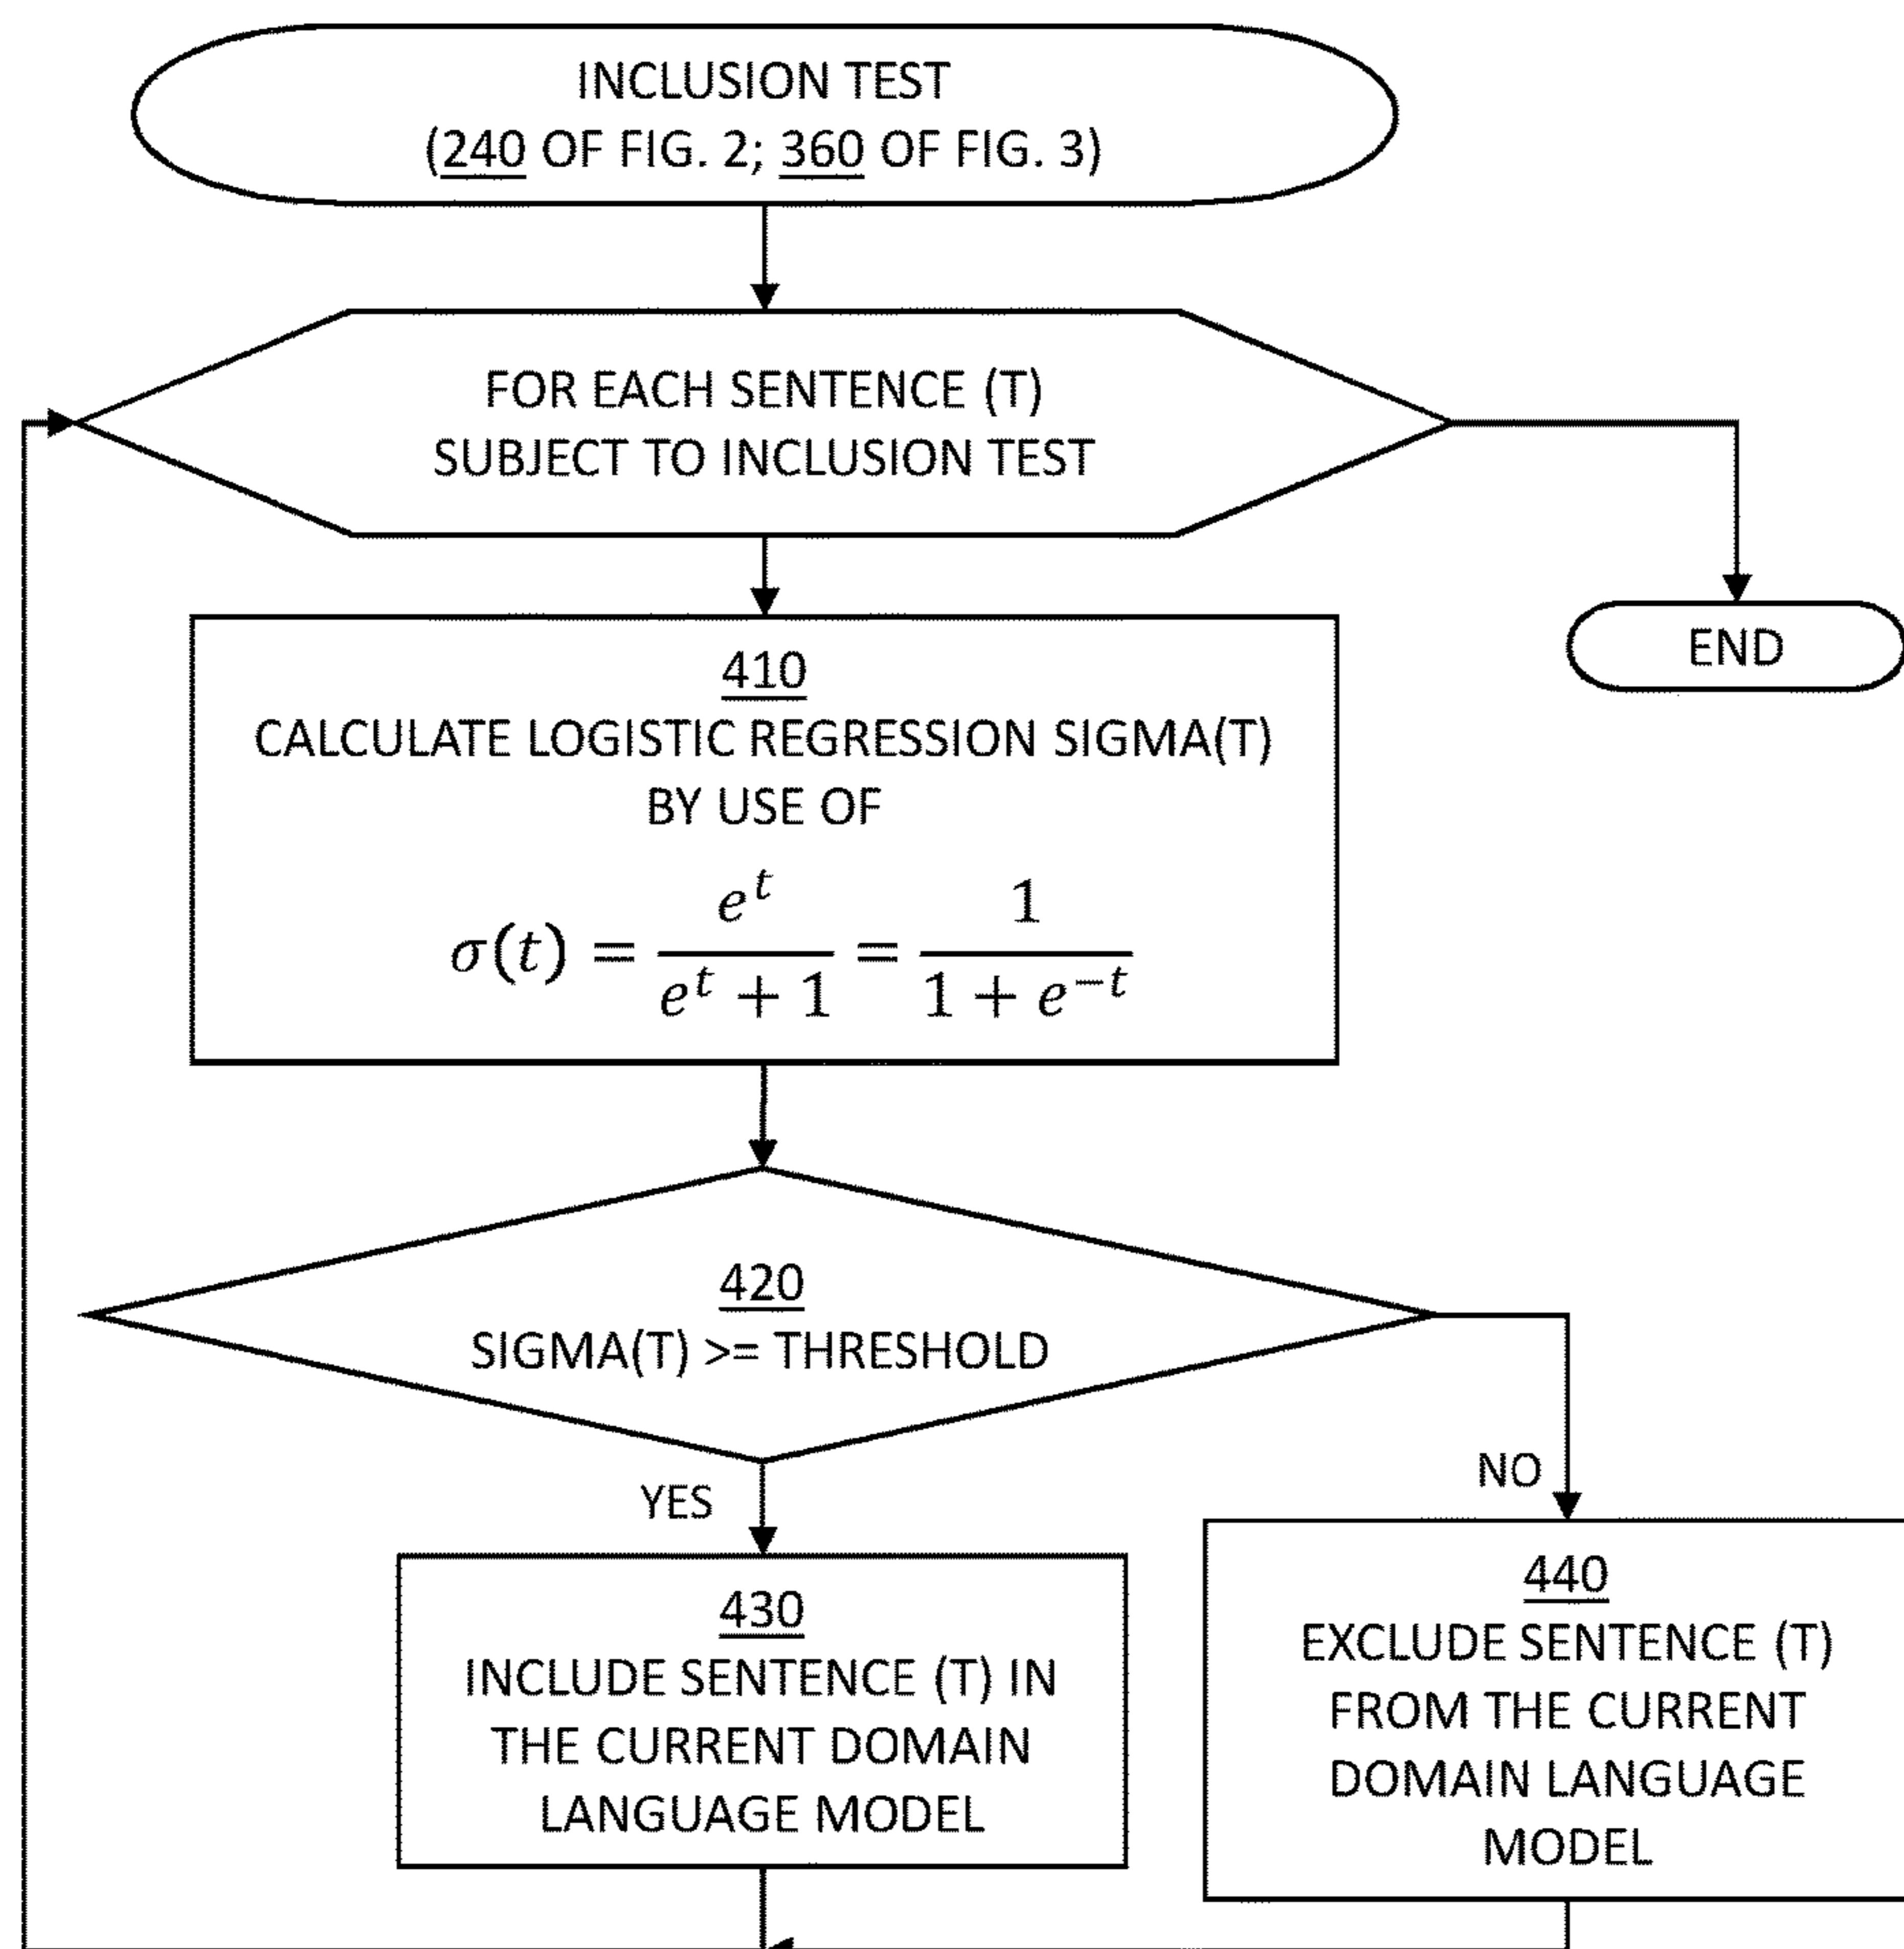 INCLUSION TEST
(240 OF FIG. 2; 360 OF FIG. 3)
FOR EACH SENTENCE (T)
SUBJECT TO INCLUSION TEST
END
410
CALCULATE LOGISTIC REGRESSION SIGMA(T)
BY USE OF
σ(t) = e^t / (e^t + 1) = 1 / (1 + e^−t)
420
SIGMA(T) >= THRESHOLD
YES
NO
430
INCLUDE SENTENCE (T) IN
THE CURRENT DOMAIN
LANGUAGE MODEL
440
EXCLUDE SENTENCE (T)
FROM THE CURRENT
DOMAIN LANGUAGE
MODEL